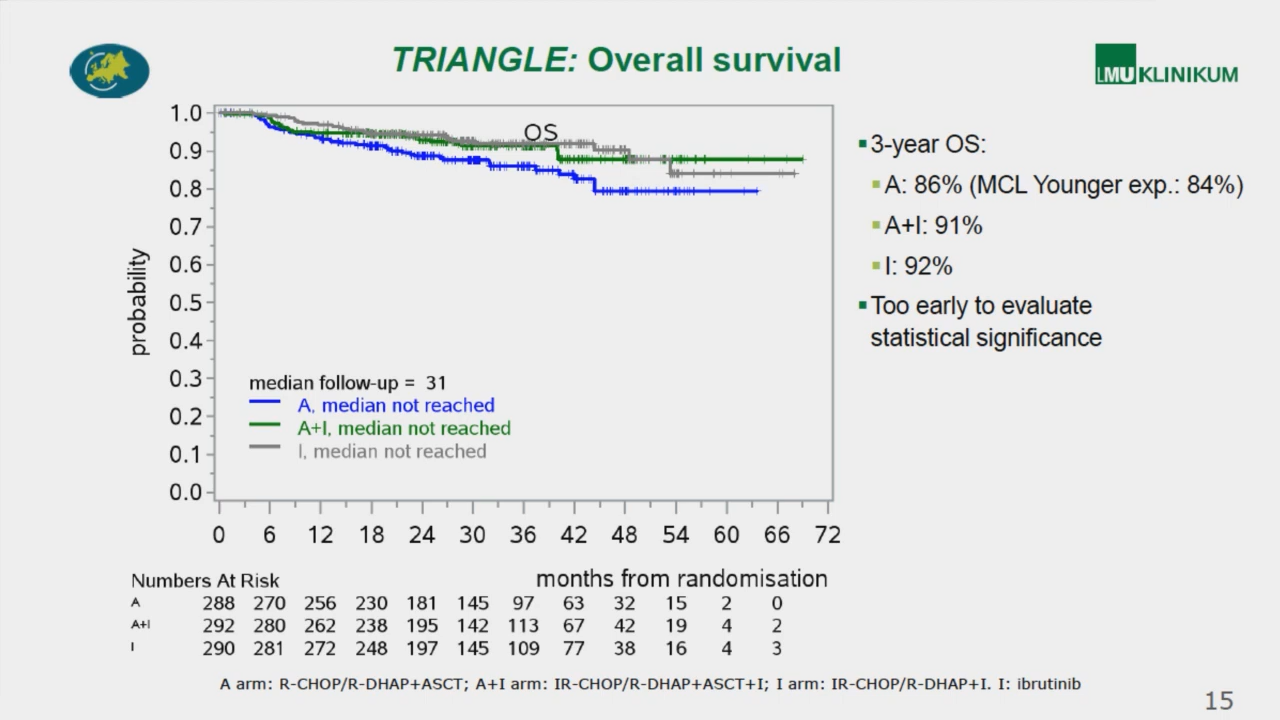 TRIANGLE: Overall survival
LMU KLINIKUM
OS
1.0
0.9
0.8
0.7
0.6
0.5
0.4
0.3
0.2
0.1
0.0
probability
median follow-up = 31
A, median not reached
A+I, median not reached
I, median not reached
0 6 12 18 24 30 36 42 48 54 60 66 72
months from randomisation
Numbers At Risk
A 288 270 256 230 181 145 97 63 32 15 2 0
A+I 292 280 262 238 195 142 113 67 42 19 4 2
I 290 281 272 248 197 145 109 77 38 16 4 3
3-year OS:
A: 86% (MCL Younger exp.: 84%)
A+I: 91%
I: 92%
Too early to evaluate
statistical significance
A arm: R-CHOP/R-DHAP+ASCT; A+I arm: IR-CHOP/R-DHAP+ASCT+I; I arm: IR-CHOP/R-DHAP+I. I: ibrutinib
15